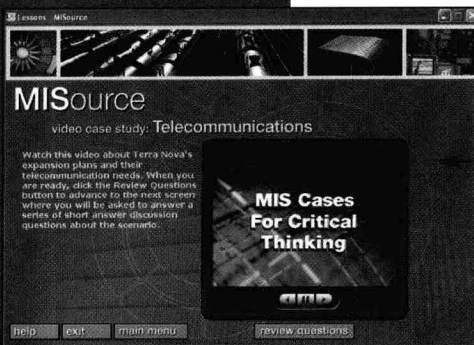 Lessons MISource
MISource
video case study: Telecommunications
Watch this video about Terra Nova's
expansion plans and their
telecommunication needs. When you
are ready, click the Review Questions
button to advance to the next screen
where you will be asked to answer a
series of short answer discussion
questions about the scenario.
MIS Cases
For Critical
Thinking
help
exit
main menu
review questions